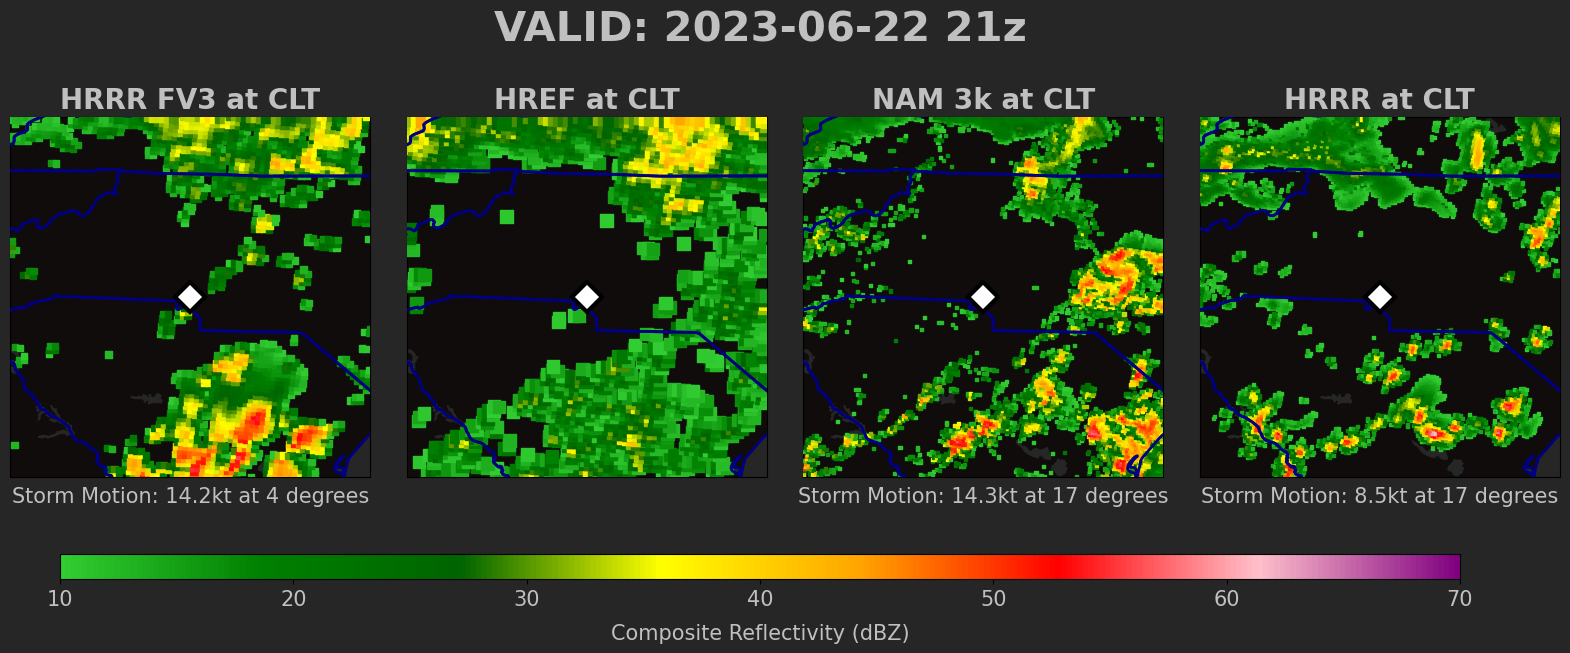 VALID: 2023-06-22 21z
HRRR FV3 at CLT
HREF at CLT
NAM 3k at CLT
HRRR at CLT
Storm Motion: 14.2kt at 4 degrees
Storm Motion: 14.3kt at 17 degrees
Storm Motion: 8.5kt at 17 degrees
10 20 30 40 50 60 70
Composite Reflectivity (dBZ)